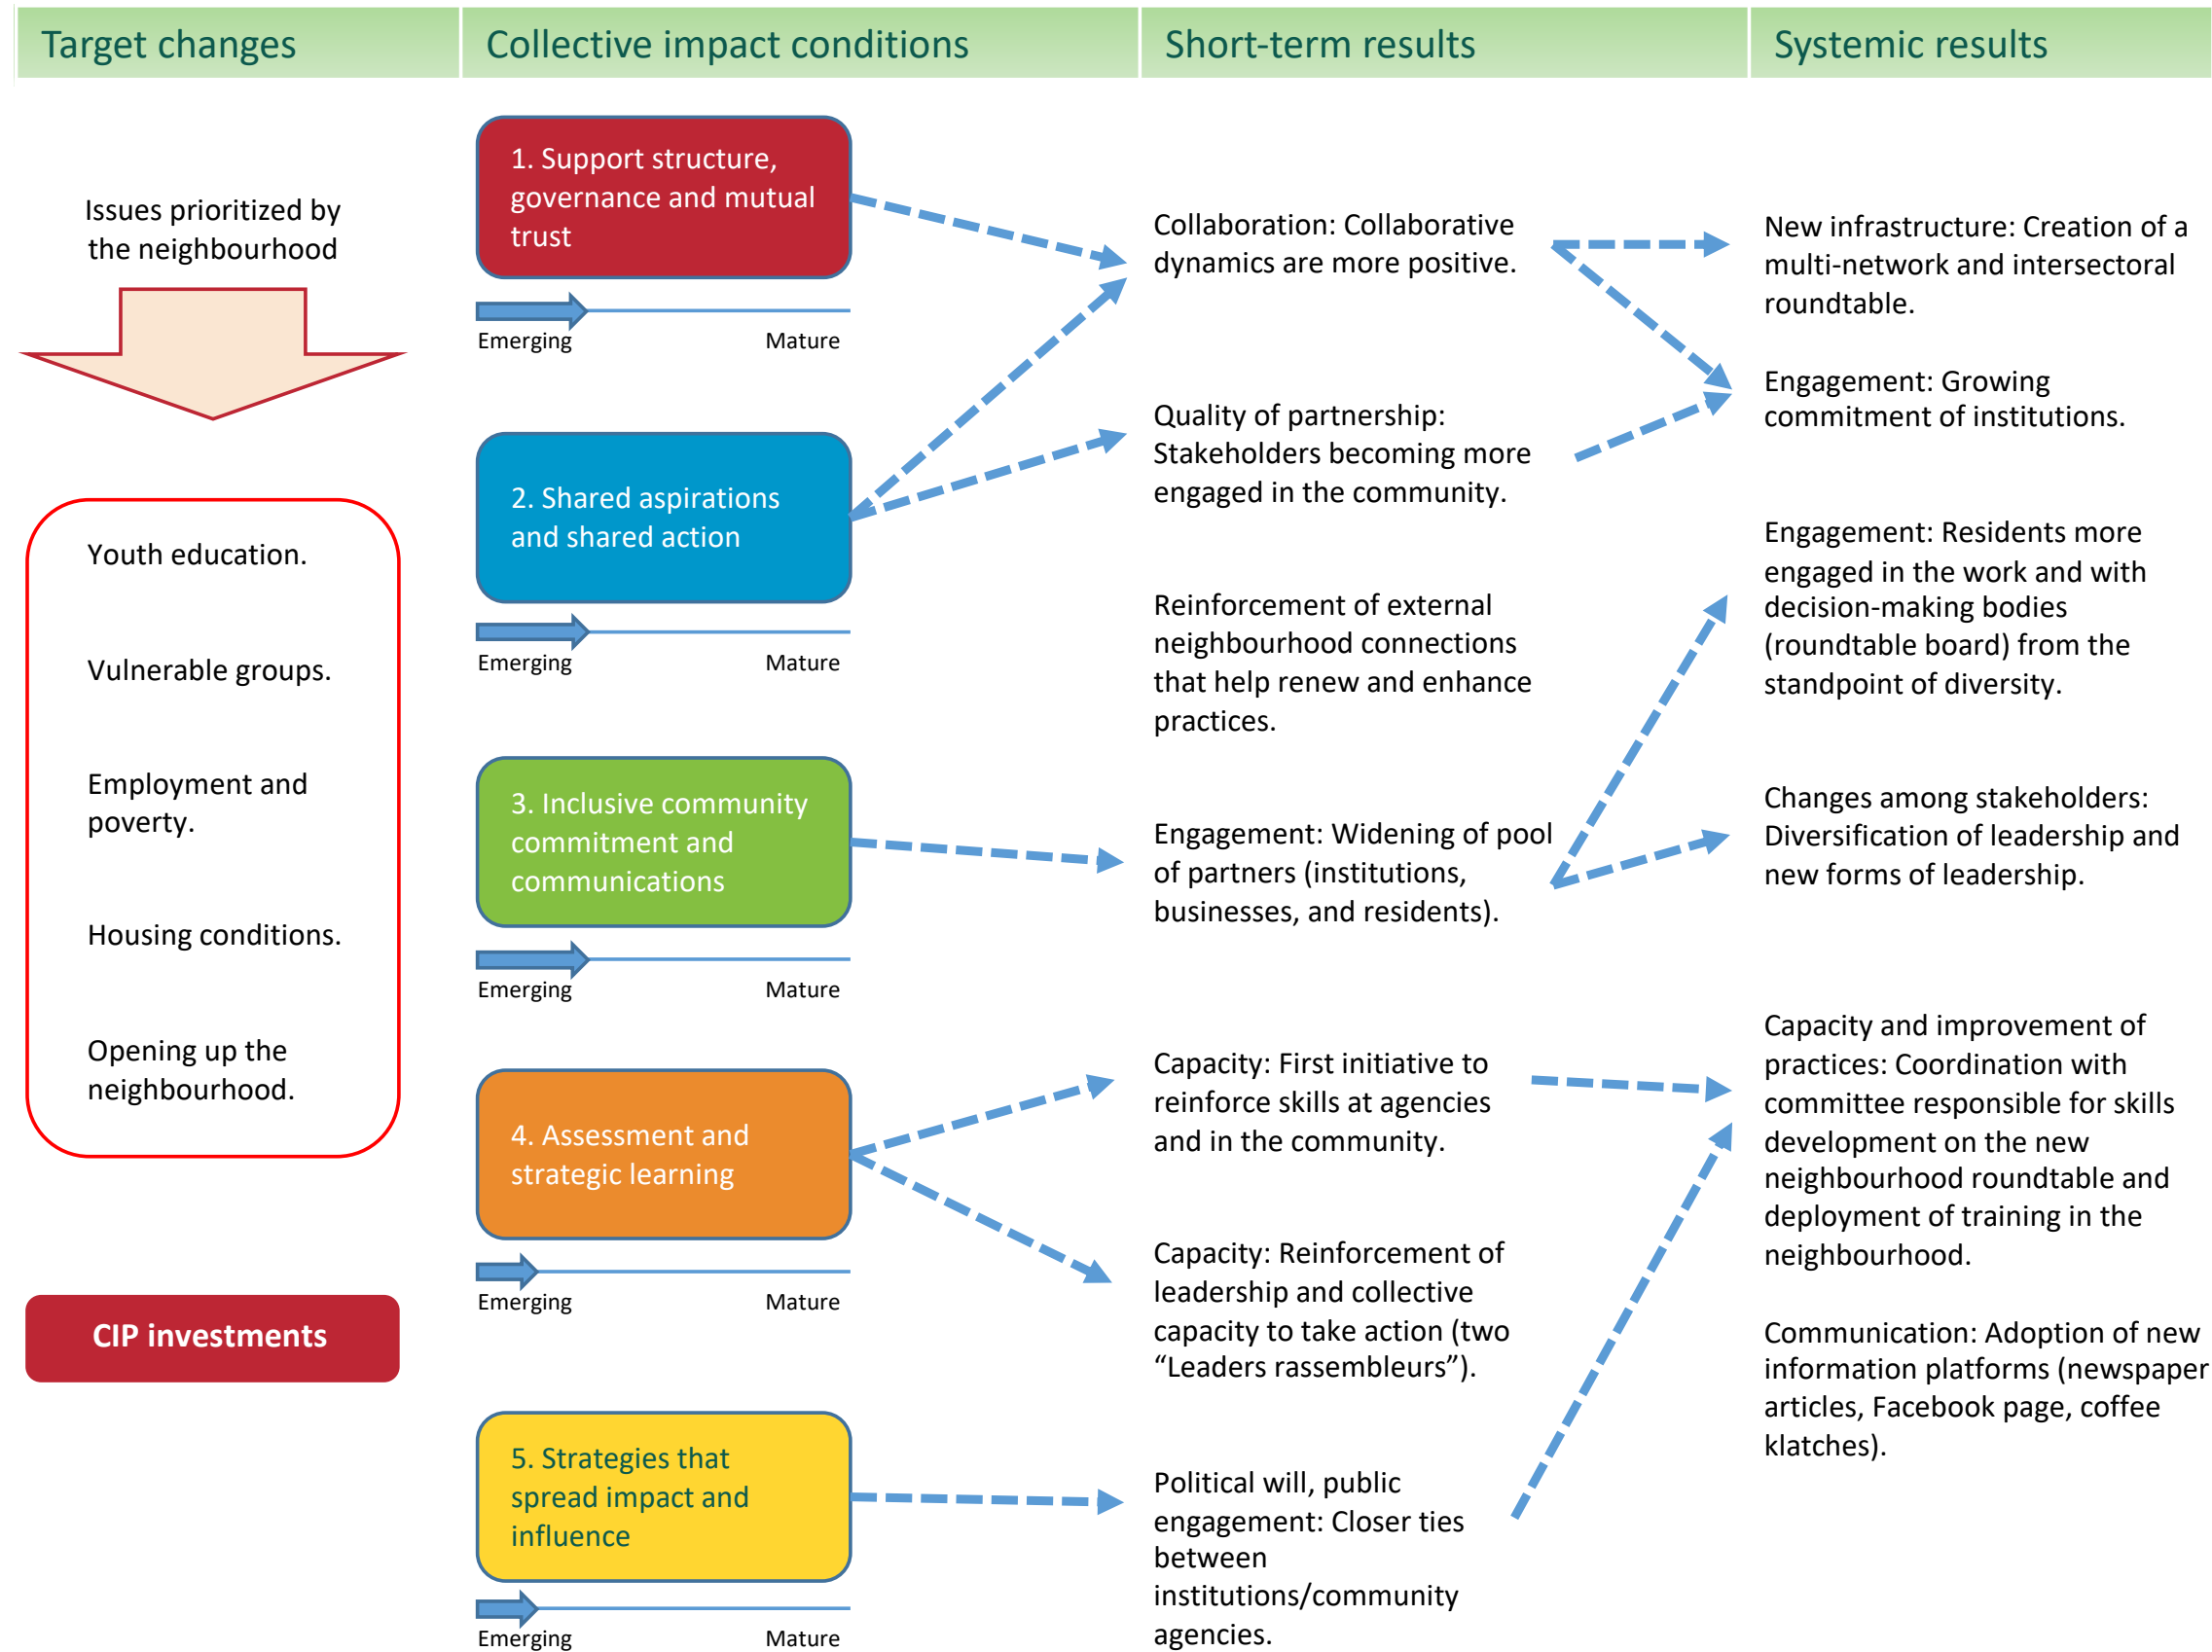 Target changes
Collective impact conditions
Short-term results
Systemic results
Issues prioritized by
the neighbourhood
Youth education.
Vulnerable groups.
Employment and
poverty.
Housing conditions.
Opening up the
neighbourhood.
CIP investments
1. Support structure,
governance and mutual
trust
Emerging
Mature
2. Shared aspirations
and shared action
Emerging
Mature
3. Inclusive community
commitment and
communications
Emerging
Mature
4. Assessment and
strategic learning
Emerging
Mature
5. Strategies that
spread impact and
influence
Emerging
Mature
Collaboration: Collaborative
dynamics are more positive.
Quality of partnership:
Stakeholders becoming more
engaged in the community.
Reinforcement of external
neighbourhood connections
that help renew and enhance
practices.
Engagement: Widening of pool
of partners (institutions,
businesses, and residents).
Capacity: First initiative to
reinforce skills at agencies
and in the community.
Capacity: Reinforcement of
leadership and collective
capacity to take action (two
“Leaders rassembleurs”).
Political will, public
engagement: Closer ties
between
institutions/community
agencies.
New infrastructure: Creation of a
multi-network and intersectoral
roundtable.
Engagement: Growing
commitment of institutions.
Engagement: Residents more
engaged in the work and with
decision-making bodies
(roundtable board) from the
standpoint of diversity.
Changes among stakeholders:
Diversification of leadership and
new forms of leadership.
Capacity and improvement of
practices: Coordination with
committee responsible for skills
development on the new
neighbourhood roundtable and
deployment of training in the
neighbourhood.
Communication: Adoption of new
information platforms (newspaper
articles, Facebook page, coffee
klatches).